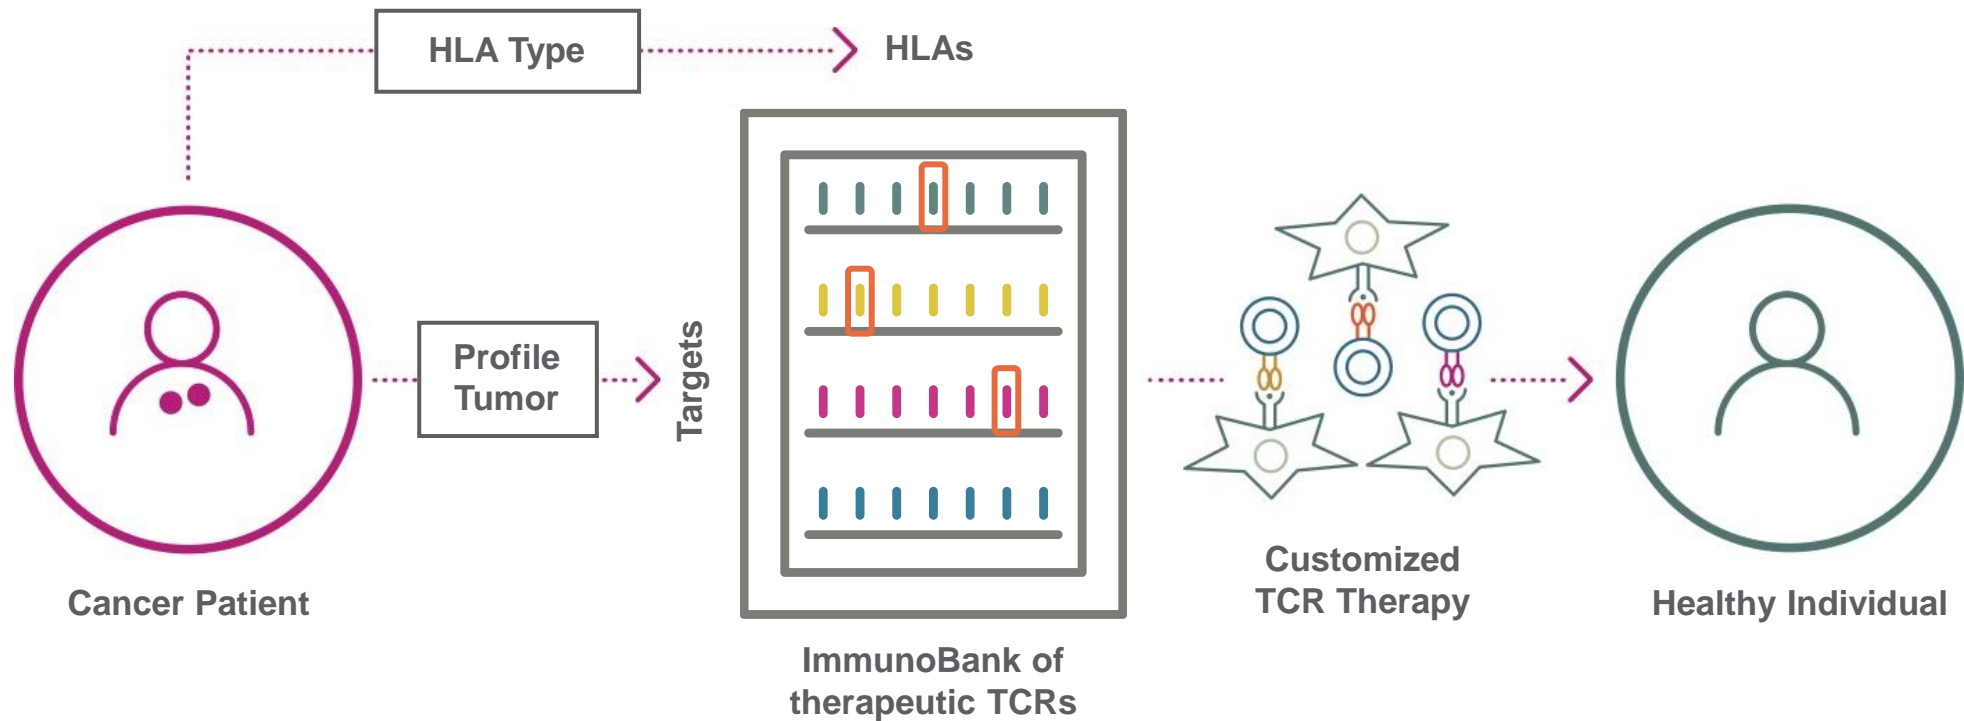 HLA Type
HLAs
Profile
Tumor
Targets
Cancer Patient
ImmunoBank of
therapeutic TCRs
Customized
TCR Therapy
Healthy Individual